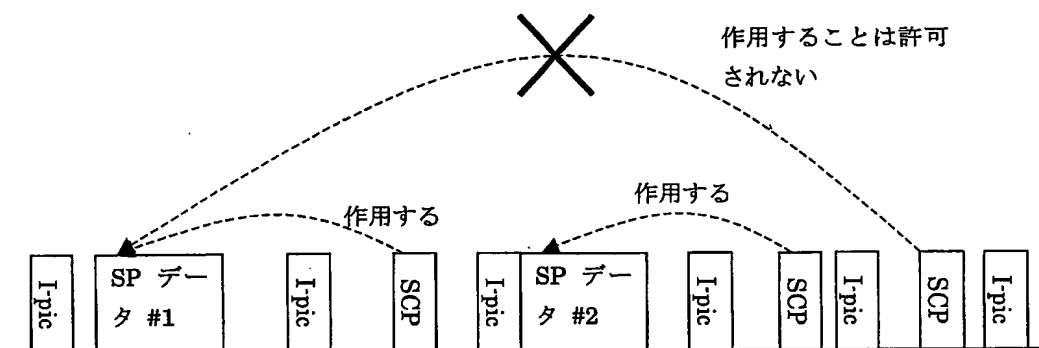 作用することは許可
されない
作用する
作用する
I-pic
SP デー
タ #1
I-pic
SCP
I-pic
SP デー
タ #2
I-pic
SCP
I-pic
SCP
I-pic